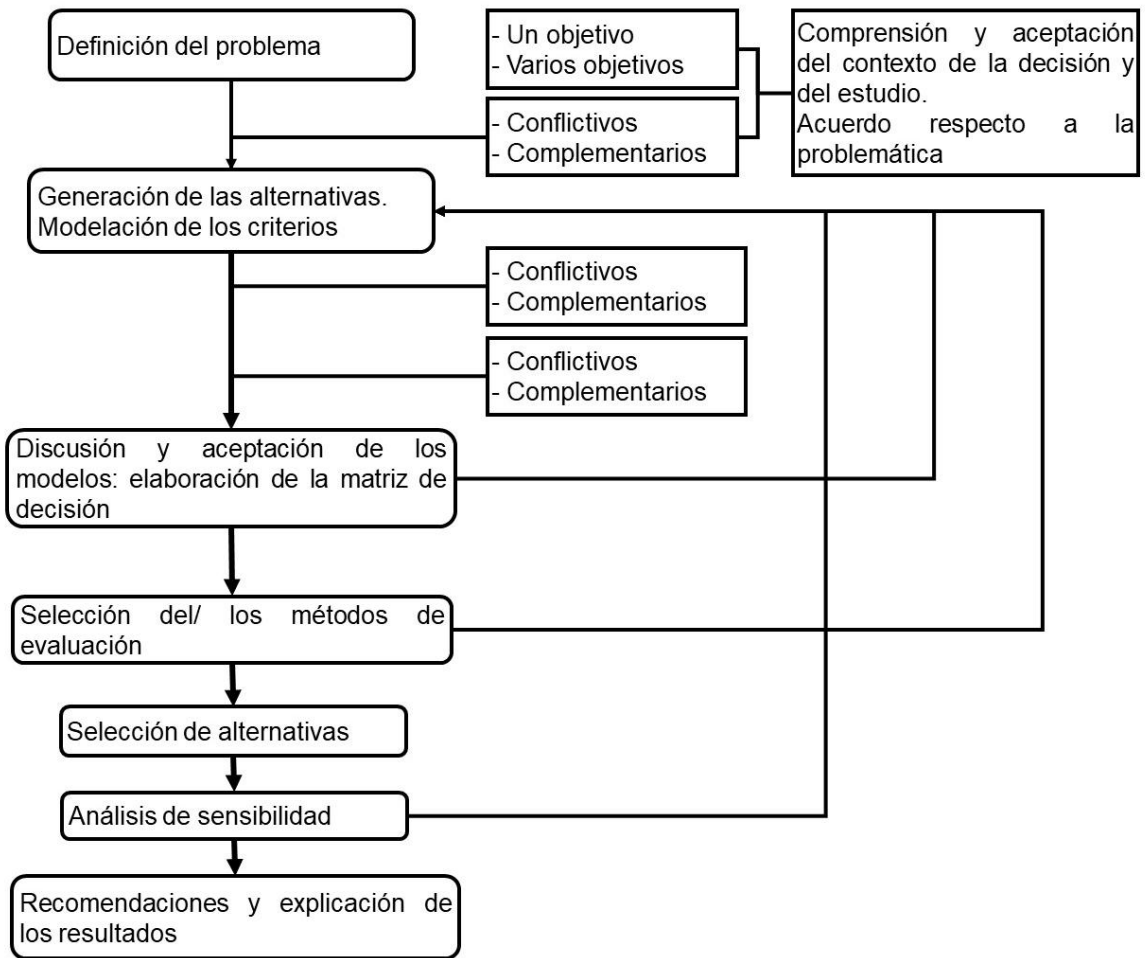 Definición del problema
- Un objetivo
- Varios objetivos
- Conflictivos
- Complementarios
Comprensión y aceptación
del contexto de la decisión y
del estudio.
Acuerdo respecto a la
problemática
Generación de las alternativas.
Modelación de los criterios
- Conflictivos
- Complementarios
- Conflictivos
- Complementarios
Discusión y aceptación de los
modelos: elaboración de la matriz de
decisión
Selección del/ los métodos de
evaluación
Selección de alternativas
Análisis de sensibilidad
Recomendaciones y explicación de
los resultados